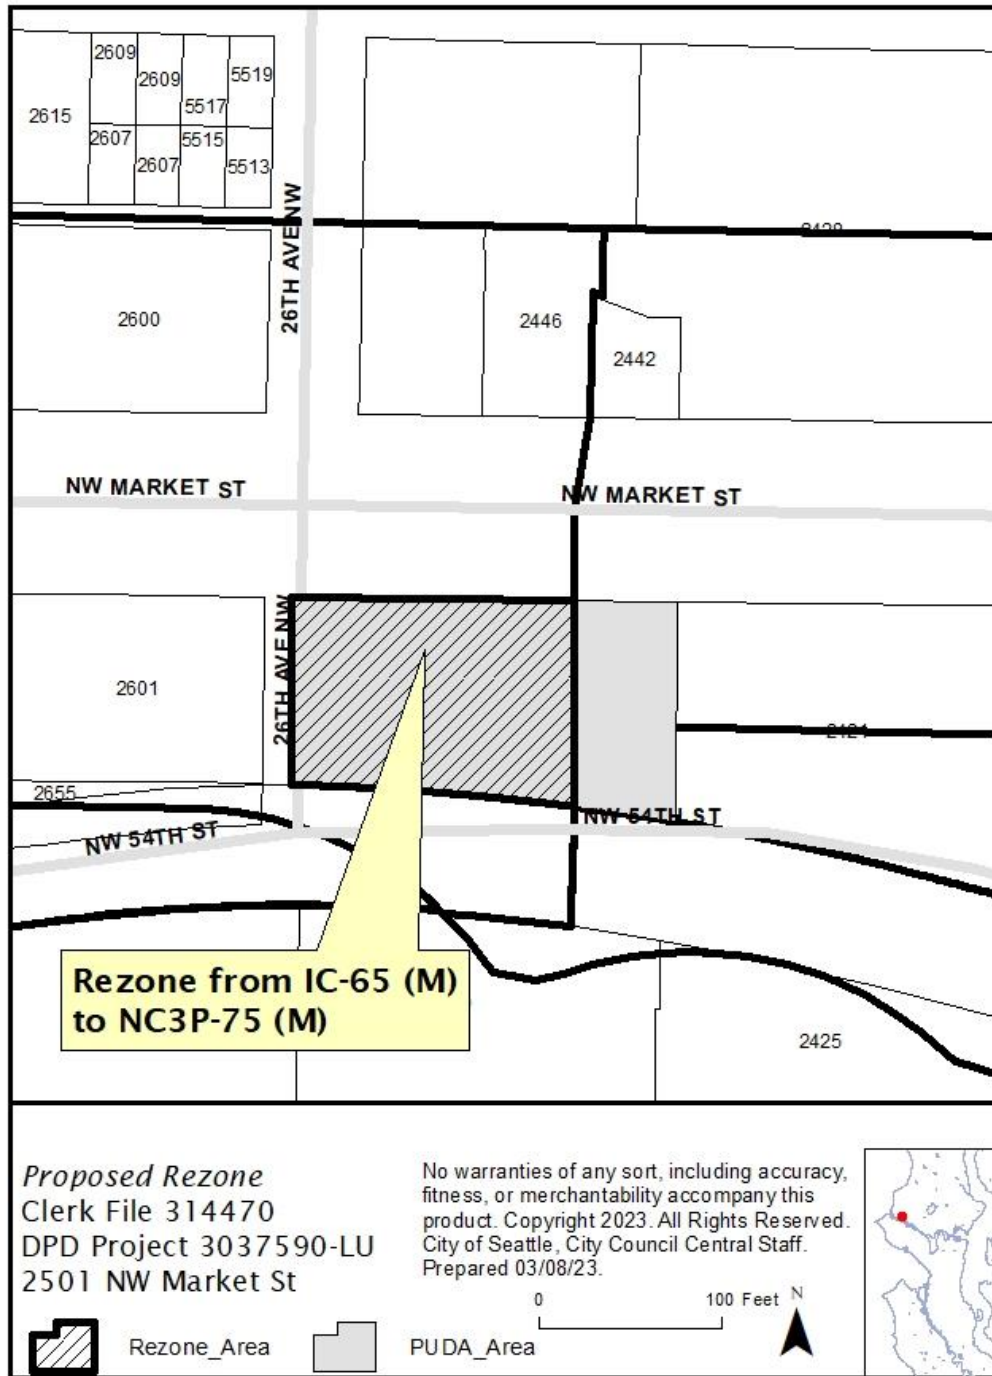 2609
2609
5519
2615
5517
2607
2607
5515
5513
26TH AVE NW
2600
2446
2442
NW MARKET ST
NW MARKET ST
26TH AVE NW
2601
2421
2655
NW 54TH ST
NW 54TH ST
Rezone from IC-65 (M)
to NC3P-75 (M)
2425
Proposed Rezone
Clerk File 314470
DPD Project 3037590-LU
2501 NW Market St
No warranties of any sort, including accuracy,
fitness, or merchantability accompany this
product. Copyright 2023. All Rights Reserved.
City of Seattle, City Council Central Staff.
Prepared 03/08/23.
0 100 Feet N
Rezone_Area
PUDA_Area